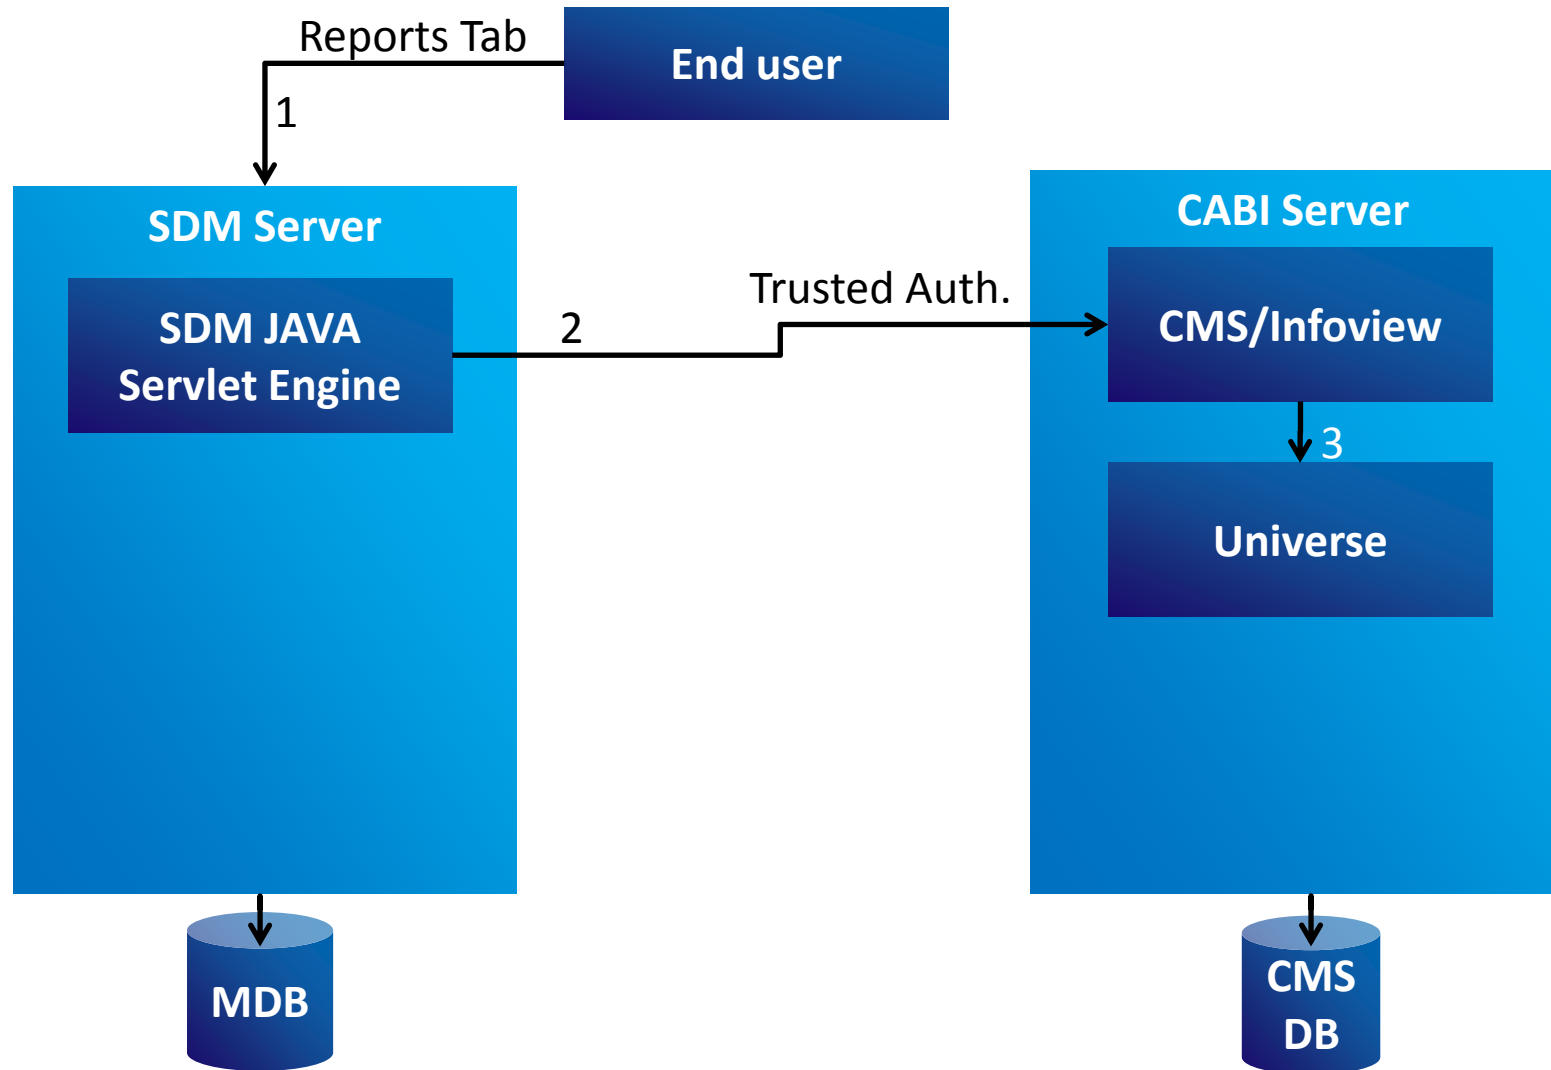 Reports Tab
End user
1
SDM Server
CABI Server
SDM JAVA
Servlet Engine
2
Trusted Auth.
CMS/Infoview
3
Universe
MDB
CMS
DB